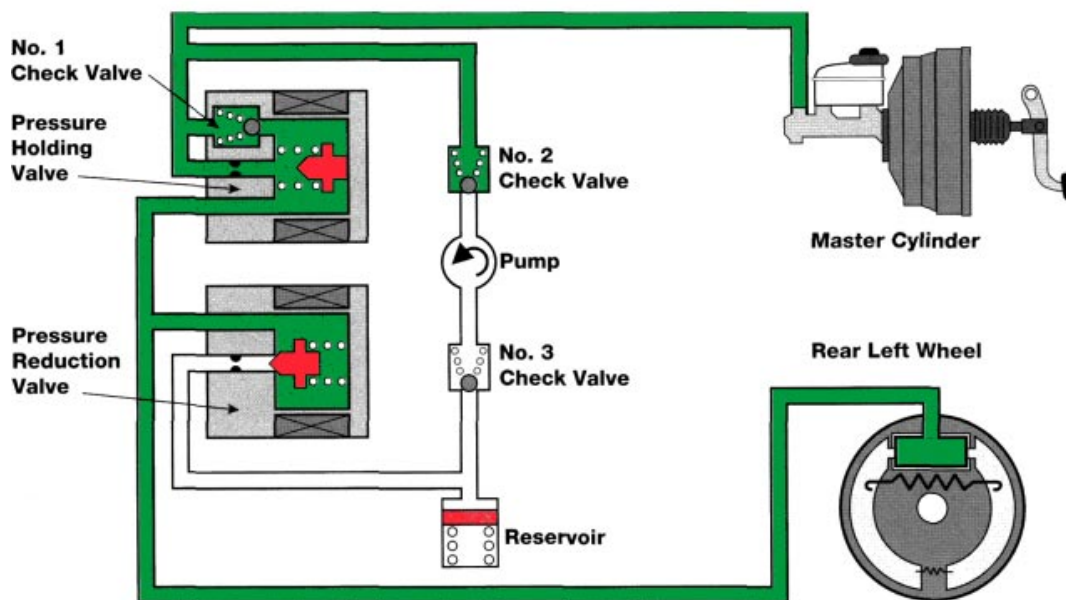 No. 1
Check Valve
Pressure
Holding
Valve
No. 2
Check Valve
Master Cylinder
Pump
Pressure
Reduction
Valve
No. 3
Check Valve
Rear Left Wheel
Reservoir